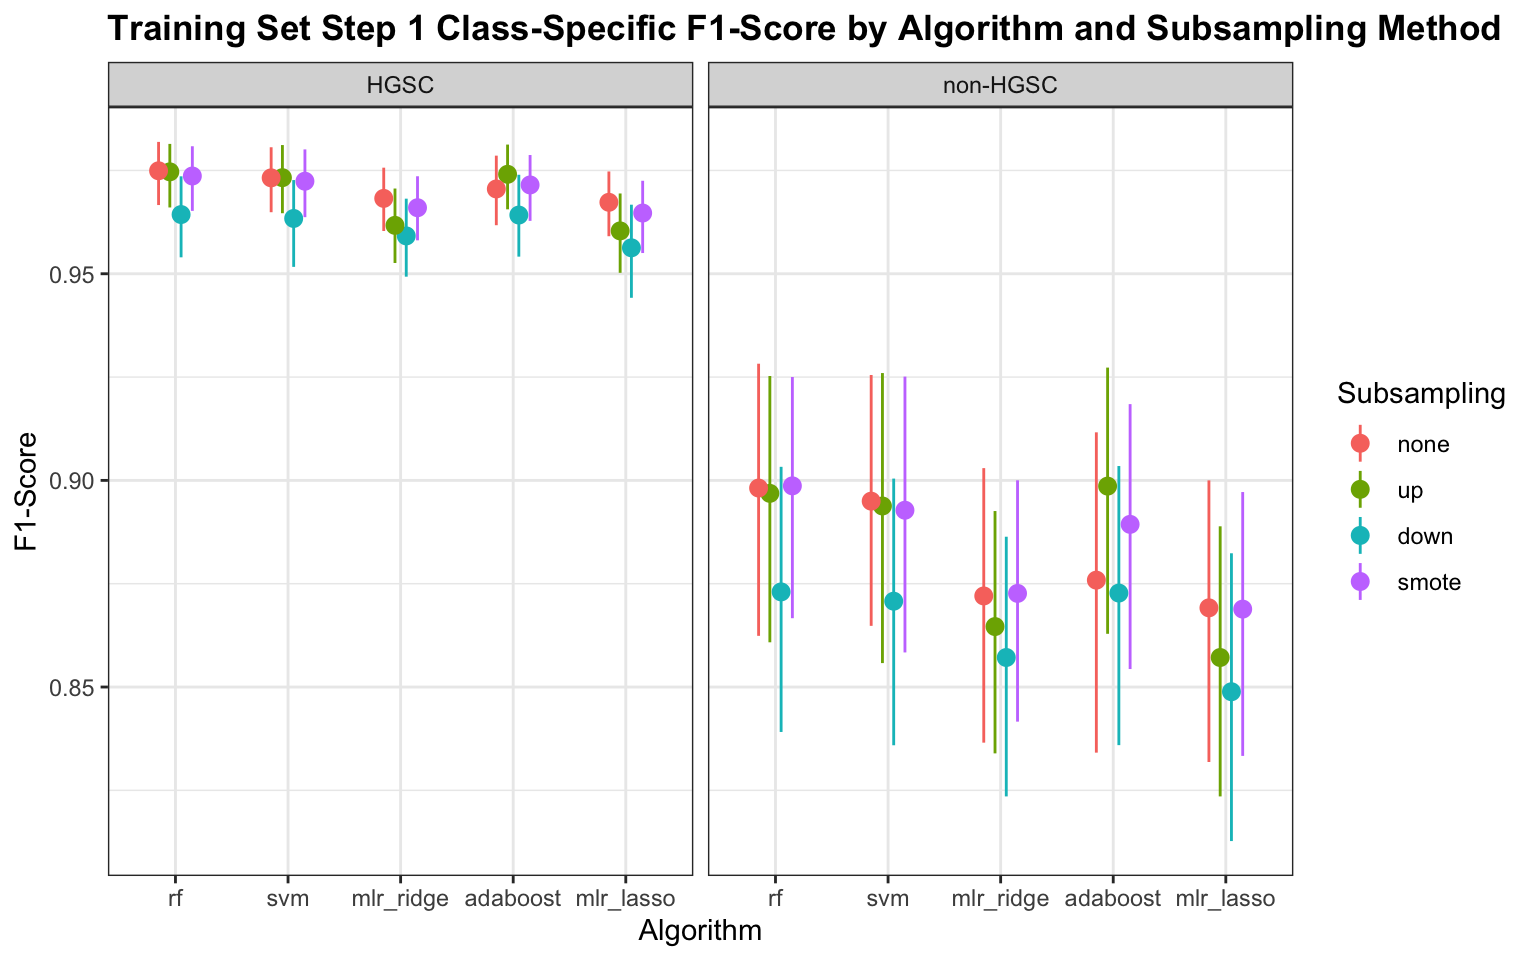 Training Set Step 1 Class-Specific F1-Score by Algorithm and Subsampling Method
HGSC
non-HGSC
F1-Score
0.95
0.90
0.85
rf svm mlr_ridge adaboost mlr_lasso
rf svm mlr_ridge adaboost mlr_lasso
Algorithm
Subsampling
none
up
down
smote